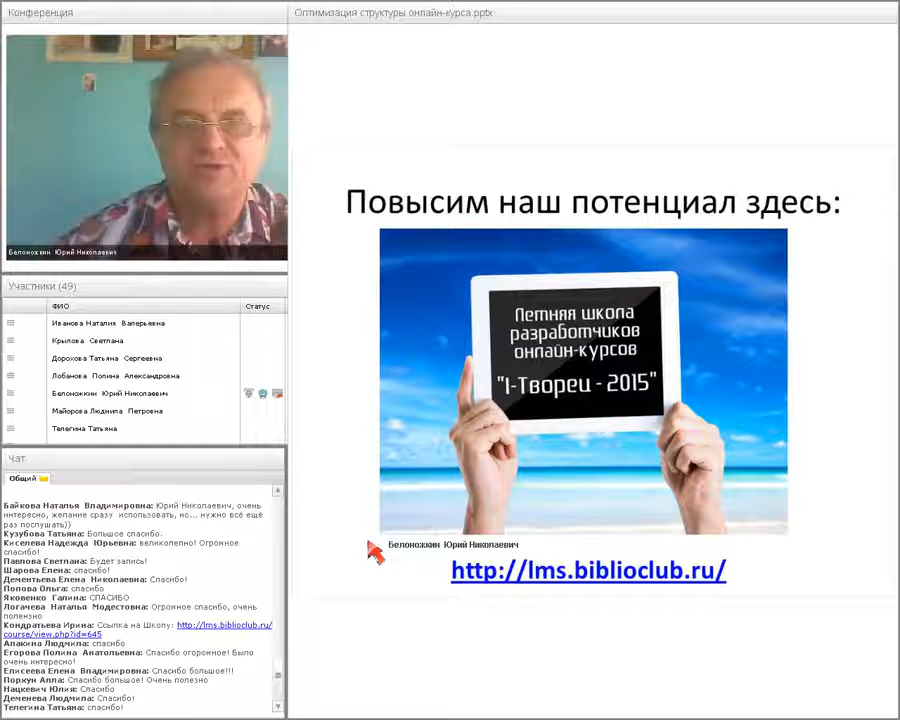 Конференция
Белоножкин Юрий Николаевич
Участники (49)
ФИО Статус
Иванова Наталия Валерьевна
Крылова Светлана
Дорохова Татьяна Сергеевна
Лобанова Полина Александровна
Белоножкин Юрий Николаевич
Майорова Людмила Петровна
Телегина Татьяна
Чат
Общий
Байкова Наталья Владимировна: Юрий Николаевич, очень
интересно, желание сразу использовать, но... нужно всё ещё
раз послушать))
Кузубова Татьяна: Большое спасибо.
Киселева Надежда Юрьевна: великолепно! Огромное
спасибо!
Павлова Светлана: Будет запись!
Шарова Елена: спасибо!
Дементьева Елена Николаевна: Спасибо!
Попова Ольга: спасибо
Яковенко Галина: СПАСИБО
Логачева Наталья Модестовна: Огромное спасибо, очень
полезно
Кондратьева Ирина: Ссылка на Школу: http://lms.biblioclub.ru/
course/view.php?id=645
Апакина Людмила: спасибо
Егорова Полина Анатольевна: Спасибо огоромное! Было
очень интересно!
Елисеева Елена Владимировна: Спасибо большое!!!
Порхун Алла: Спасибо большое! Очень полезно
Нацкевич Юлия: Спасибо
Деменева Людмила: Спасибо!
Телегина Татьяна: спасибо!
Оптимизация структуры онлайн-курса.pptx
Повысим наш потенциал здесь:
Летняя школа
разработчиков
онлайн-курсов
"I-Творец - 2015"
Белоножкин Юрий Николаевич
http://lms.biblioclub.ru/